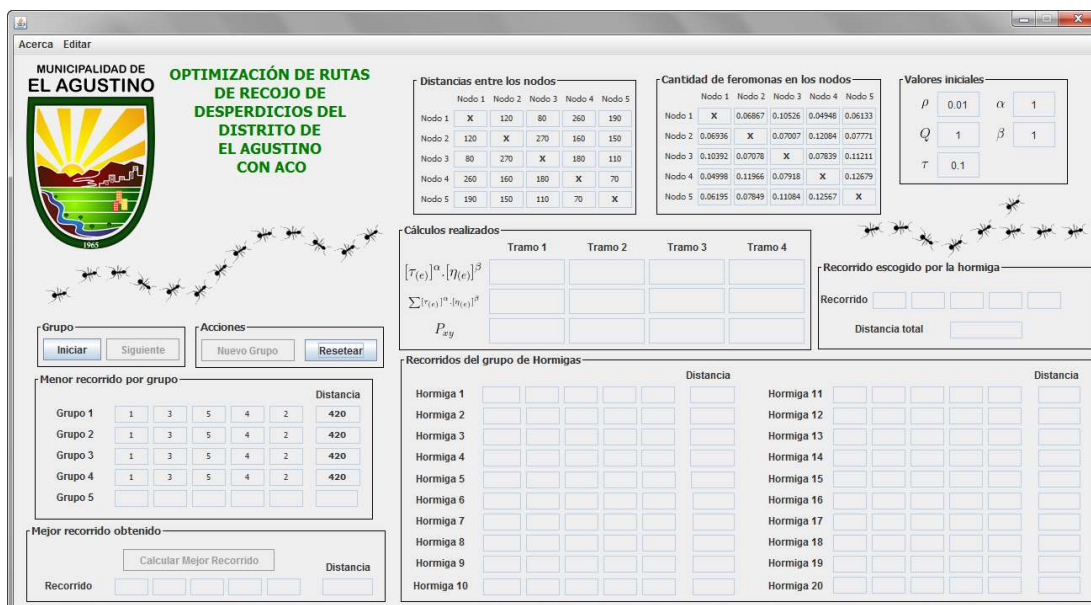 Acerca Editar
MUNICIPALIDAD DE
EL AGUSTINO
1965
OPTIMIZACIÓN DE RUTAS
DE RECOJO DE
DESPERDICIOS DEL
DISTRITO DE
EL AGUSTINO
CON ACO
Distancias entre los nodos
Nodo 1 Nodo 2 Nodo 3 Nodo 4 Nodo 5
Nodo 1 X 120 80 260 190
Nodo 2 120 X 270 160 150
Nodo 3 80 270 X 180 110
Nodo 4 260 160 180 X 70
Nodo 5 190 150 110 70 X
Cantidad de feromonas en los nodos
Nodo 1 Nodo 2 Nodo 3 Nodo 4 Nodo 5
Nodo 1 X 0.06867 0.10526 0.04948 0.06133
Nodo 2 0.06936 X 0.07007 0.12084 0.07771
Nodo 3 0.10392 0.07078 X 0.07839 0.11211
Nodo 4 0.04998 0.11966 0.07918 X 0.12679
Nodo 5 0.06195 0.07849 0.11084 0.12567 X
Valores iniciales
ρ 0.01 α 1
Q 1 β 1
τ 0.1
Cálculos realizados
Tramo 1 Tramo 2 Tramo 3 Tramo 4
[τ(e)]^α.[η(e)]^β
∑[τ(e)]^α.[η(e)]^β
Pxy
Recorrido escogido por la hormiga
Recorrido
Distancia total
Grupo
Iniciar Siguiente
Acciones
Nuevo Grupo Resetear
Menor recorrido por grupo
Distancia
Grupo 1 1 3 5 4 2 420
Grupo 2 1 3 5 4 2 420
Grupo 3 1 3 5 4 2 420
Grupo 4 1 3 5 4 2 420
Grupo 5
Mejor recorrido obtenido
Calcular Mejor Recorrido
Distancia
Recorrido
Recorridos del grupo de Hormigas
Distancia Distancia
Hormiga 1 Hormiga 11
Hormiga 2 Hormiga 12
Hormiga 3 Hormiga 13
Hormiga 4 Hormiga 14
Hormiga 5 Hormiga 15
Hormiga 6 Hormiga 16
Hormiga 7 Hormiga 17
Hormiga 8 Hormiga 18
Hormiga 9 Hormiga 19
Hormiga 10 Hormiga 20